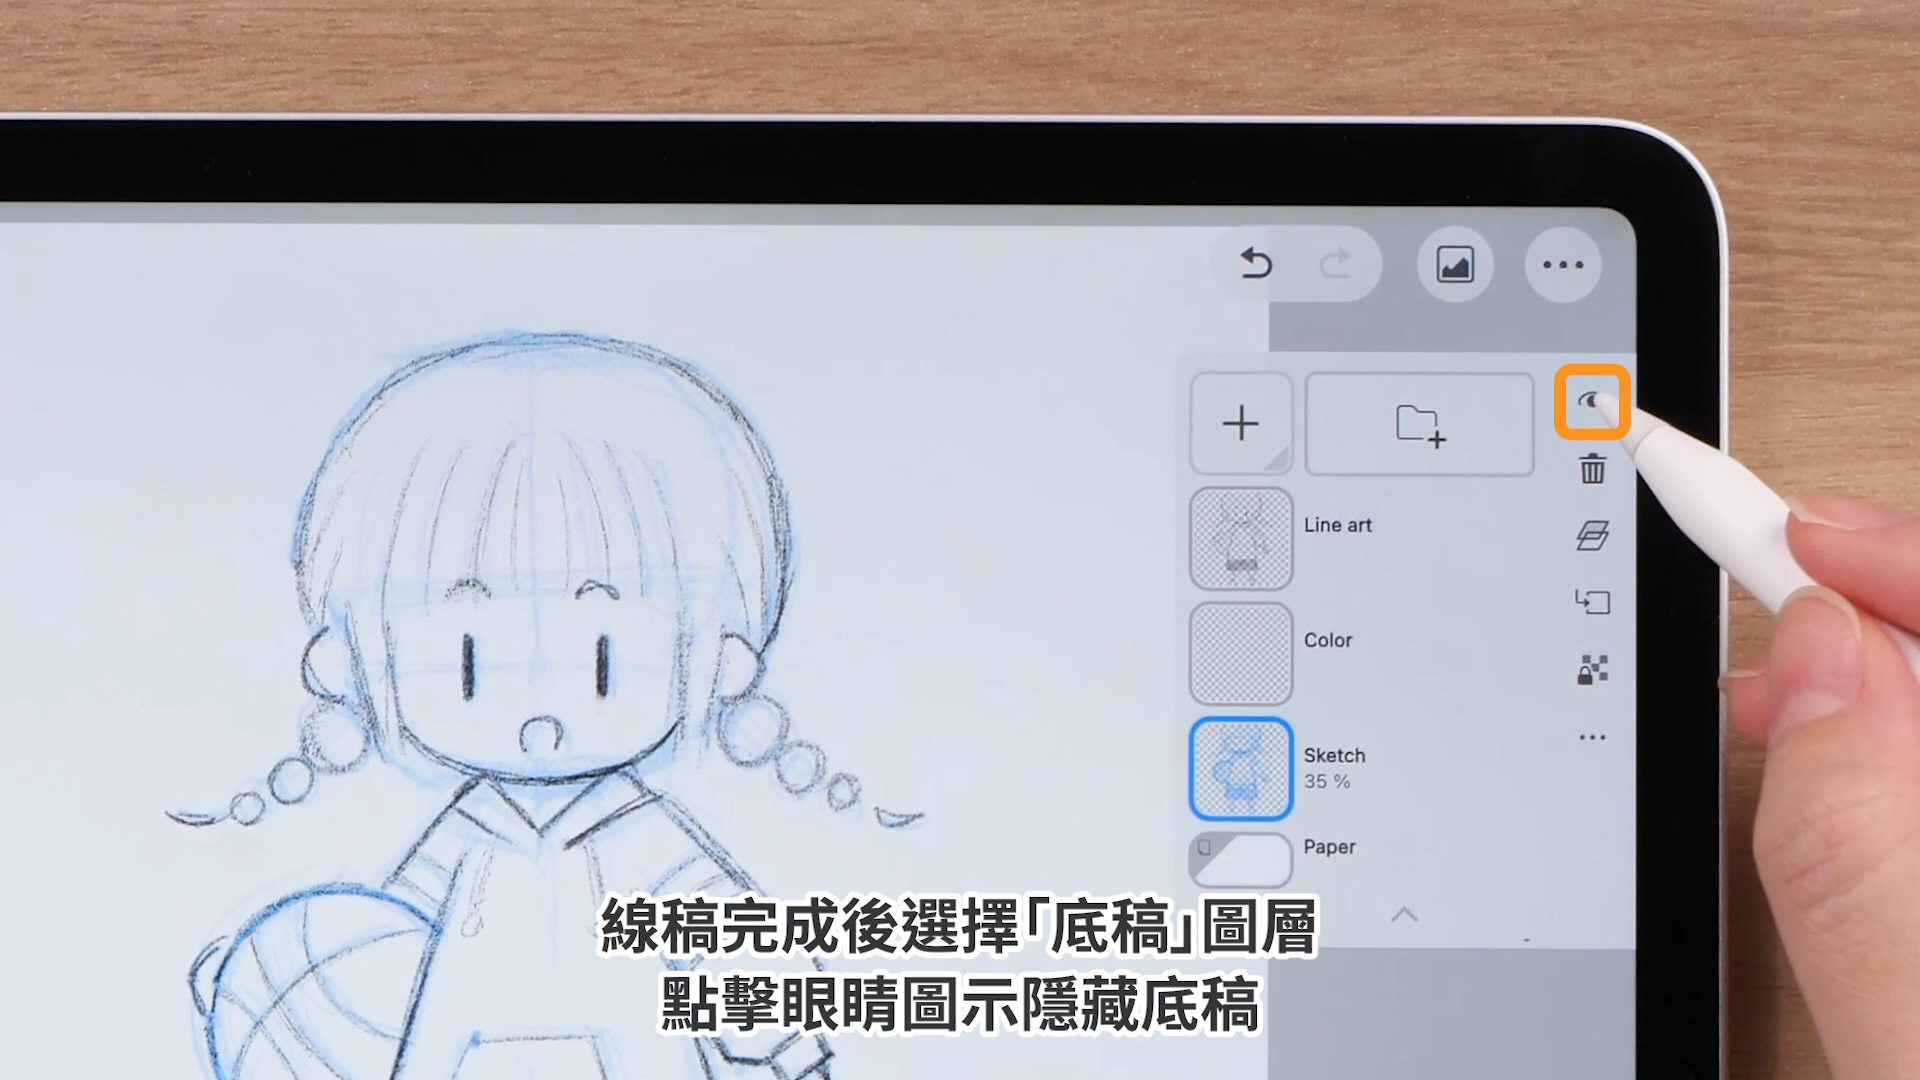 Line art
Color
Sketch
35 %
Paper
線稿完成後選擇「底稿」圖層
點擊眼睛圖示隱藏底稿